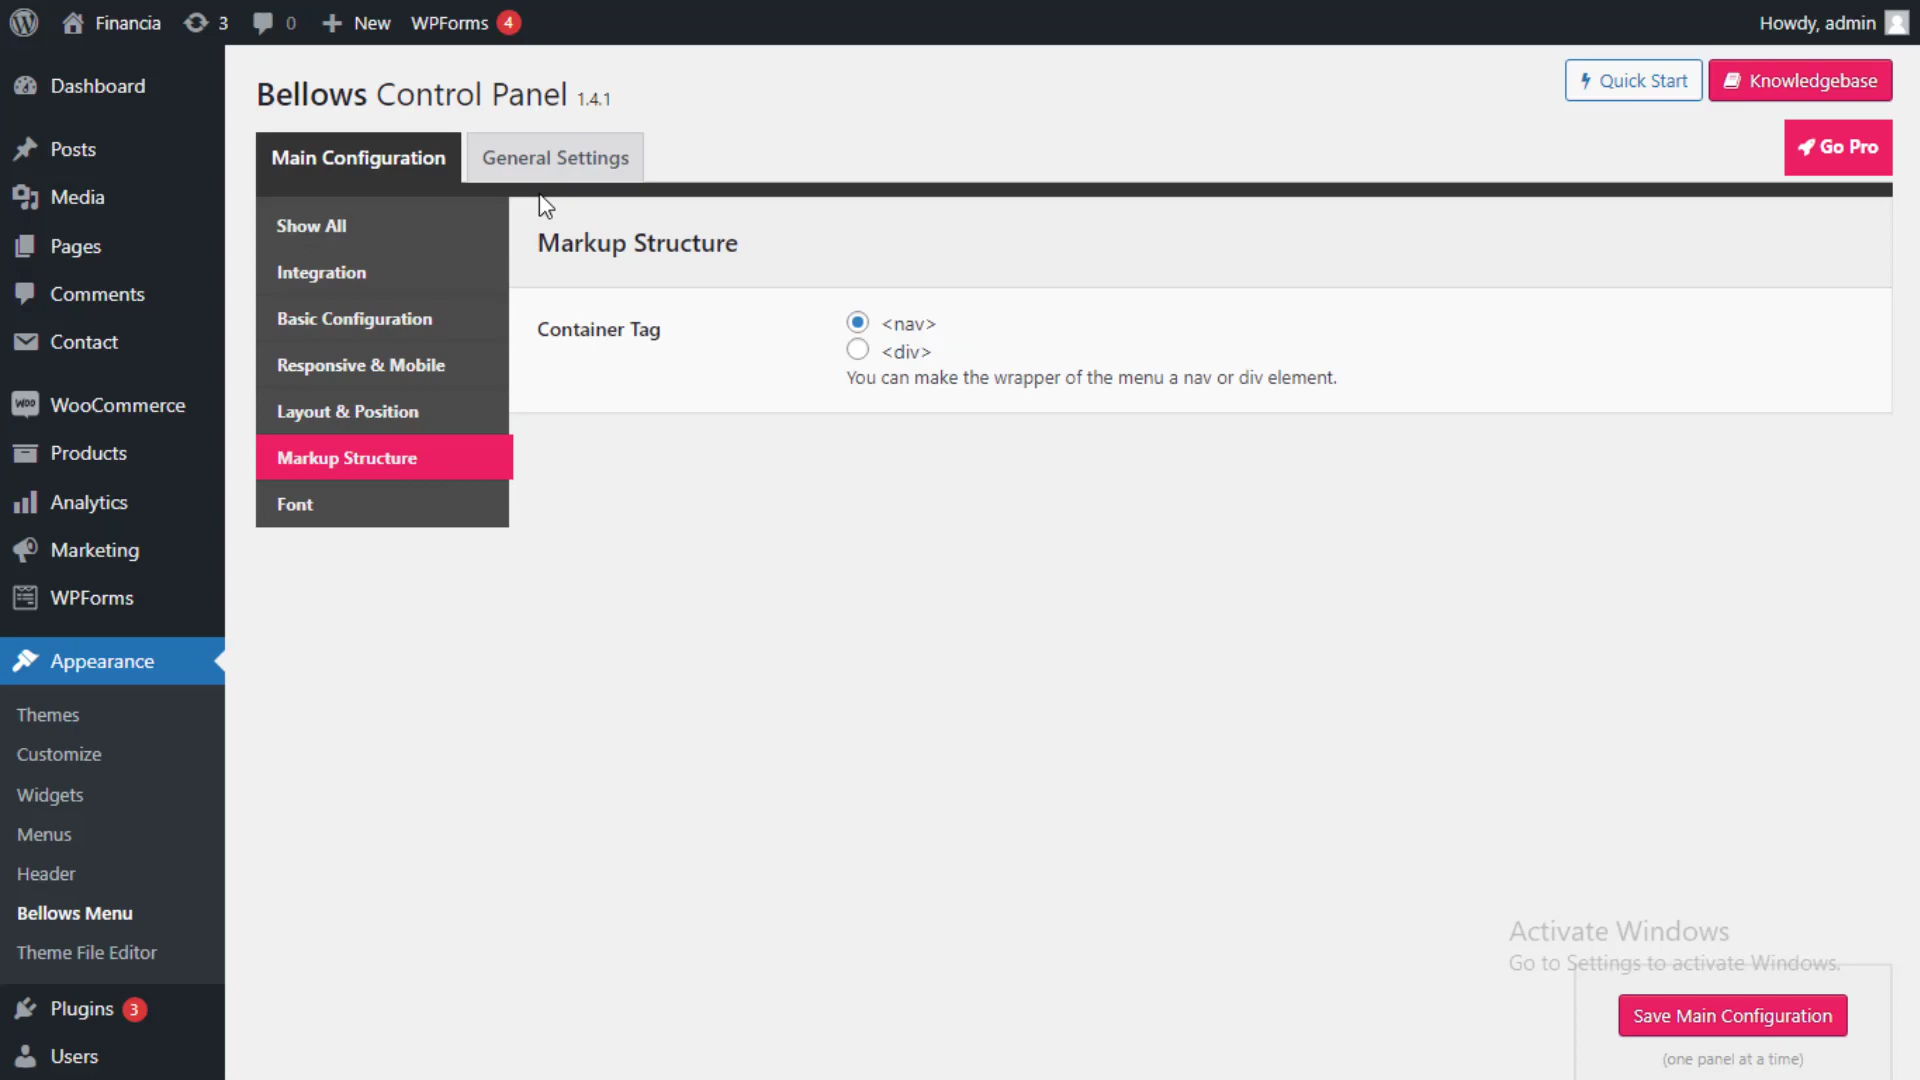 Financia
3
0
New
WPForms 4
Howdy, admin
Dashboard
Posts
Media
Pages
Comments
Contact
WooCommerce
Products
Analytics
Marketing
WPForms
Appearance
Themes
Customize
Widgets
Menus
Header
Bellows Menu
Theme File Editor
Plugins 3
Users
Bellows Control Panel 1.4.1
Quick Start
Knowledgebase
Go Pro
Main Configuration
General Settings
Show All
Integration
Basic Configuration
Responsive & Mobile
Layout & Position
Markup Structure
Font
Markup Structure
Container Tag
<nav>
<div>
You can make the wrapper of the menu a nav or div element.
Activate Windows
Go to Settings to activate Windows.
Save Main Configuration
(one panel at a time)